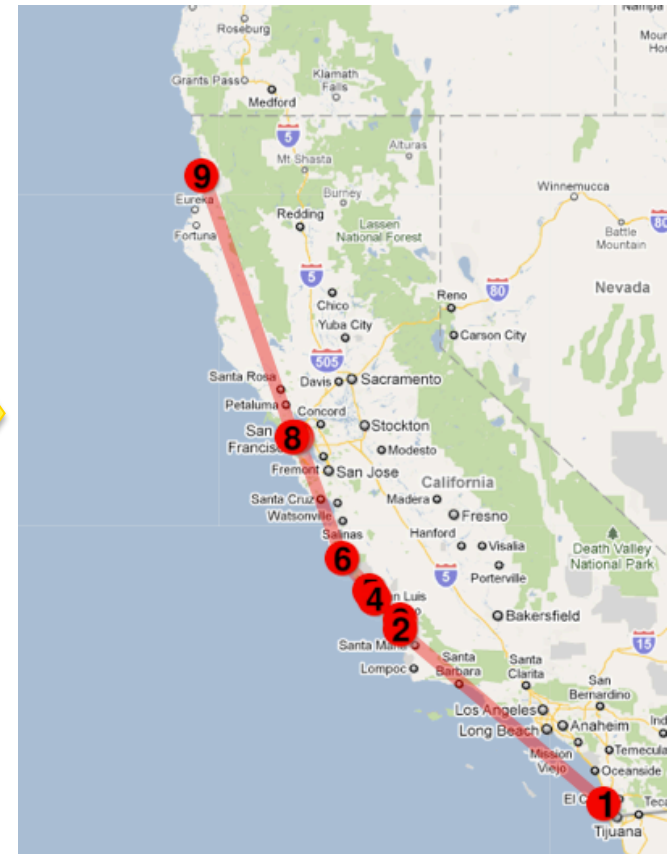 Roseburg
Grants Pass
Medford
Klamath
Falls
5
Alturas
Mt Shasta
9
Eureka
Fortuna
Burney
Redding
Lassen
National Forest
Winnemucca
80
Battle
Mountain
5
Chico
Reno
80
Nevada
Yuba City
Carson City
505
Santa Rosa
Davis
Sacramento
Petaluma
Concord
San
8
Stockton
Modesto
Fremont
San Jose
California
Santa Cruz
Madera
Watsonville
Fresno
Salinas
Hanford
Visalia
Death Valley
National Park
6
5
Porterville
4
Luis
Bakersfield
2
15
Lompoc
Santa
Barbara
Santa
Clarita
San
Bernardino
Los Angeles
Long Beach
Anaheim
Mission
Viejo
Temecula
Oceanside
1
Tijuana